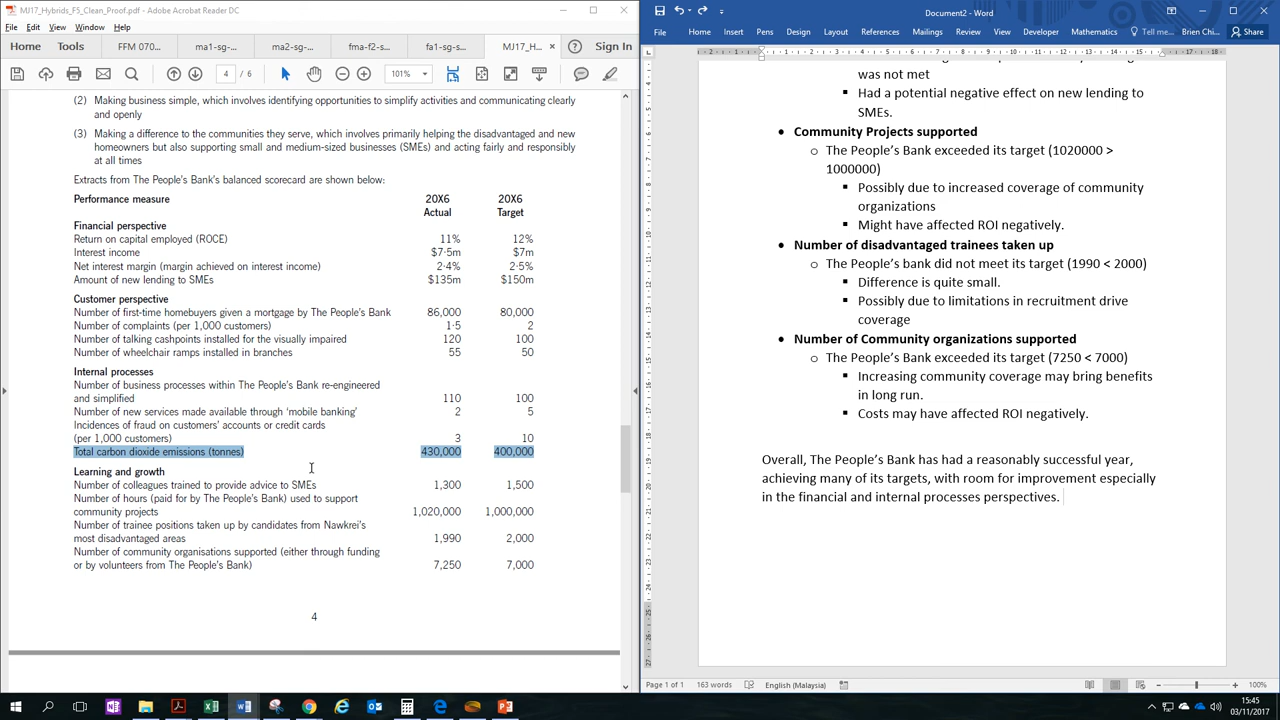 MJ17_Hybrids_F5_Clean_Proof.pdf - Adobe Acrobat Reader DC
File Edit View Window Help
Home Tools FFM 070... ma1-sg-s... ma2-sg-... fma-f2-s... fa1-sg-s... MJ17_H... Sign In
4 / 6 101%
(2) Making business simple, which involves identifying opportunities to simplify activities and communicating clearly
and openly
(3) Making a difference to the communities they serve, which involves primarily helping the disadvantaged and new
homeowners but also supporting small and medium-sized businesses (SMEs) and acting fairly and responsibly
at all times
Extracts from The People's Bank's balanced scorecard are shown below:
Performance measure 20X6 20X6
Actual Target
Financial perspective
Return on capital employed (ROCE) 11% 12%
Interest income $7·5m $7m
Net interest margin (margin achieved on interest income) 2·4% 2·5%
Amount of new lending to SMEs $135m $150m
Customer perspective
Number of first-time homebuyers given a mortgage by The People's Bank 86,000 80,000
Number of complaints (per 1,000 customers) 1·5 2
Number of talking cashpoints installed for the visually impaired 120 100
Number of wheelchair ramps installed in branches 55 50
Internal processes
Number of business processes within The People's Bank re-engineered
and simplified 110 100
Number of new services made available through 'mobile banking' 2 5
Incidences of fraud on customers' accounts or credit cards
(per 1,000 customers) 3 10
Total carbon dioxide emissions (tonnes) 430,000 400,000
Learning and growth
Number of colleagues trained to provide advice to SMEs 1,300 1,500
Number of hours (paid for by The People's Bank) used to support
community projects 1,020,000 1,000,000
Number of trainee positions taken up by candidates from Nawkrei's
most disadvantaged areas 1,990 2,000
Number of community organisations supported (either through funding
or by volunteers from The People's Bank) 7,250 7,000
4
Document2 - Word
File Home Insert Pens Design Layout References Mailings Review View Developer Mathematics Tell me... Brien Chi... Share
was not met
▪ Had a potential negative effect on new lending to
SMEs.
• Community Projects supported
o The People's Bank exceeded its target (1020000 >
1000000)
▪ Possibly due to increased coverage of community
organizations
▪ Might have affected ROI negatively.
• Number of disadvantaged trainees taken up
o The People's bank did not meet its target (1990 < 2000)
▪ Difference is quite small.
▪ Possibly due to limitations in recruitment drive
coverage
• Number of Community organizations supported
o The People's Bank exceeded its target (7250 < 7000)
▪ Increasing community coverage may bring benefits
in long run.
▪ Costs may have affected ROI negatively.
Overall, The People's Bank has had a reasonably successful year,
achieving many of its targets, with room for improvement especially
in the financial and internal processes perspectives.
Page 1 of 1 163 words English (Malaysia) 100%
15:45
03/11/2017